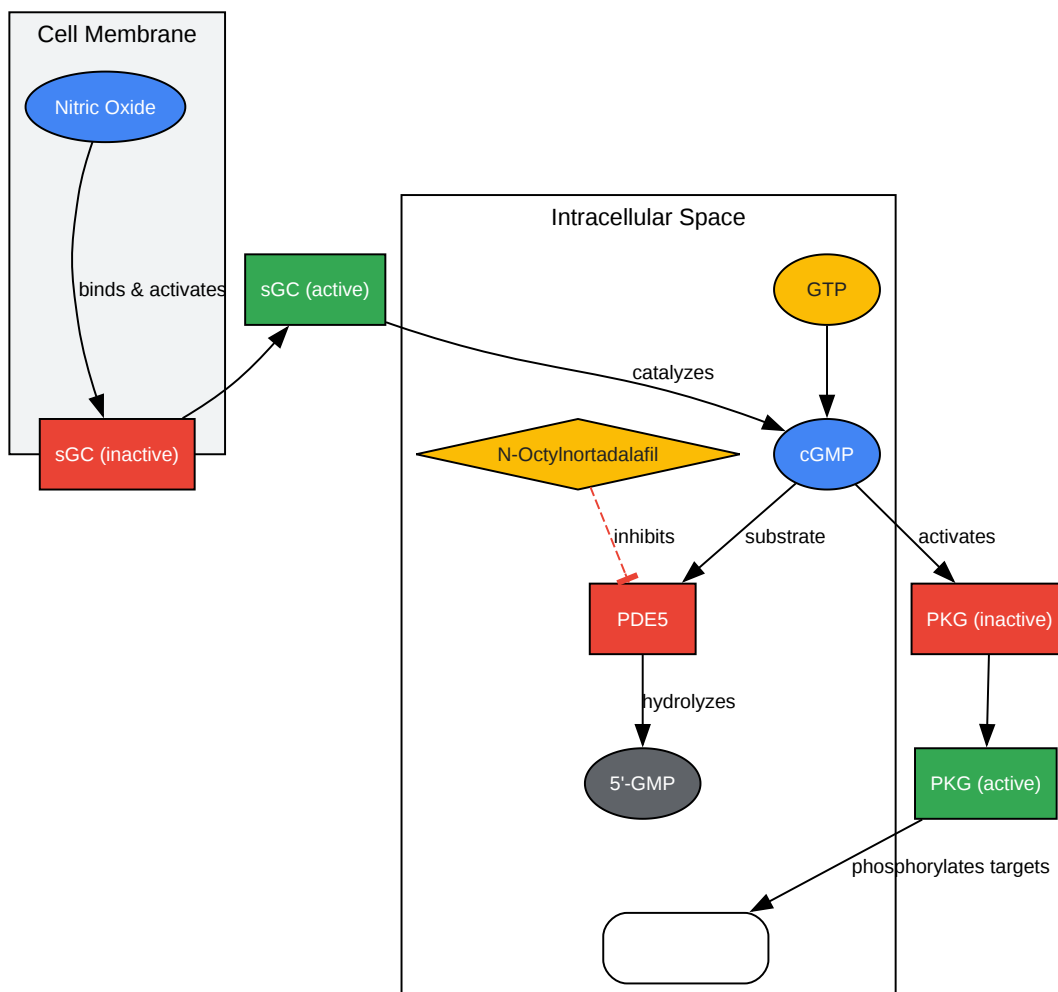 Cell Membrane
Nitric Oxide
Intracellular Space
binds & activates
sGC (active)
GTP
catalyzes
sGC (inactive)
N-Octylnortadalafil
cGMP
inhibits
substrate
activates
PDE5
PKG (inactive)
hydrolyzes
5'-GMP
PKG (active)
phosphorylates targets